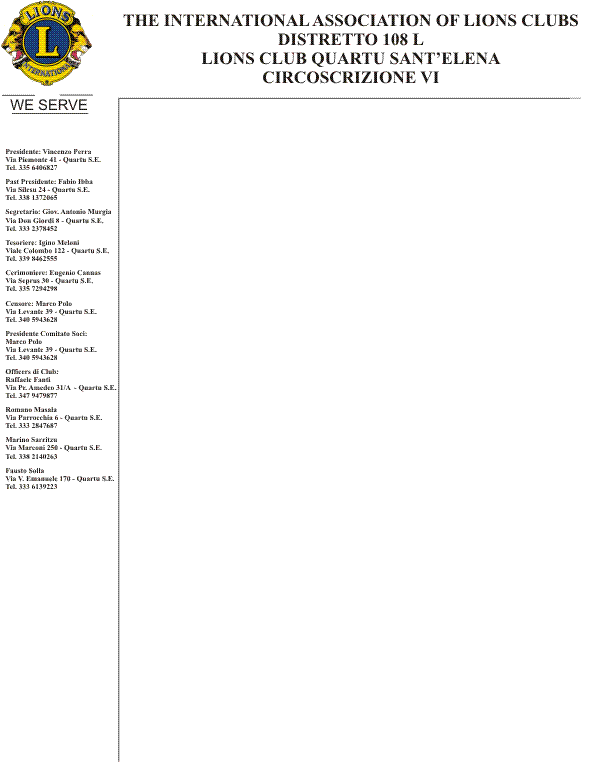 LIONS
L
INTERNATIONAL
THE INTERNATIONAL ASSOCIATION OF LIONS CLUBS
DISTRETTO 108 L
LIONS CLUB QUARTU SANT'ELENA
CIRCOSCRIZIONE VI
WE SERVE
Presidente: Vincenzo Perra
Via Piemonte 41 - Quartu S.E.
Tel. 335 6406827
Past Presidente: Fabio Ibba
Via Silesu 24 - Quartu S.E.
Tel. 338 1372065
Segretario: Giov. Antonio Murgia
Via Don Giordi 8 - Quartu S.E.
Tel. 333 2378452
Tesoriere: Igino Meloni
Viale Colombo 122 - Quartu S.E.
Tel. 339 8462555
Cerimoniere: Eugenio Cannas
Via Seprus 30 - Quartu S.E.
Tel. 335 7294298
Censore: Marco Polo
Via Levante 39 - Quartu S.E.
Tel. 340 5943628
Presidente Comitato Soci:
Marco Polo
Via Levante 39 - Quartu S.E.
Tel. 340 5943628
Officers di Club:
Raffaele Fanti
Via Pr. Amedeo 31/A - Quartu S.E.
Tel. 347 9479877
Romano Masala
Via Parrocchia 6 - Quartu S.E.
Tel. 333 2847687
Marino Sarritzu
Via Marconi 250 - Quartu S.E.
Tel. 338 2140263
Fausto Solla
Via V. Emanuele 170 - Quartu S.E.
Tel. 333 6139223